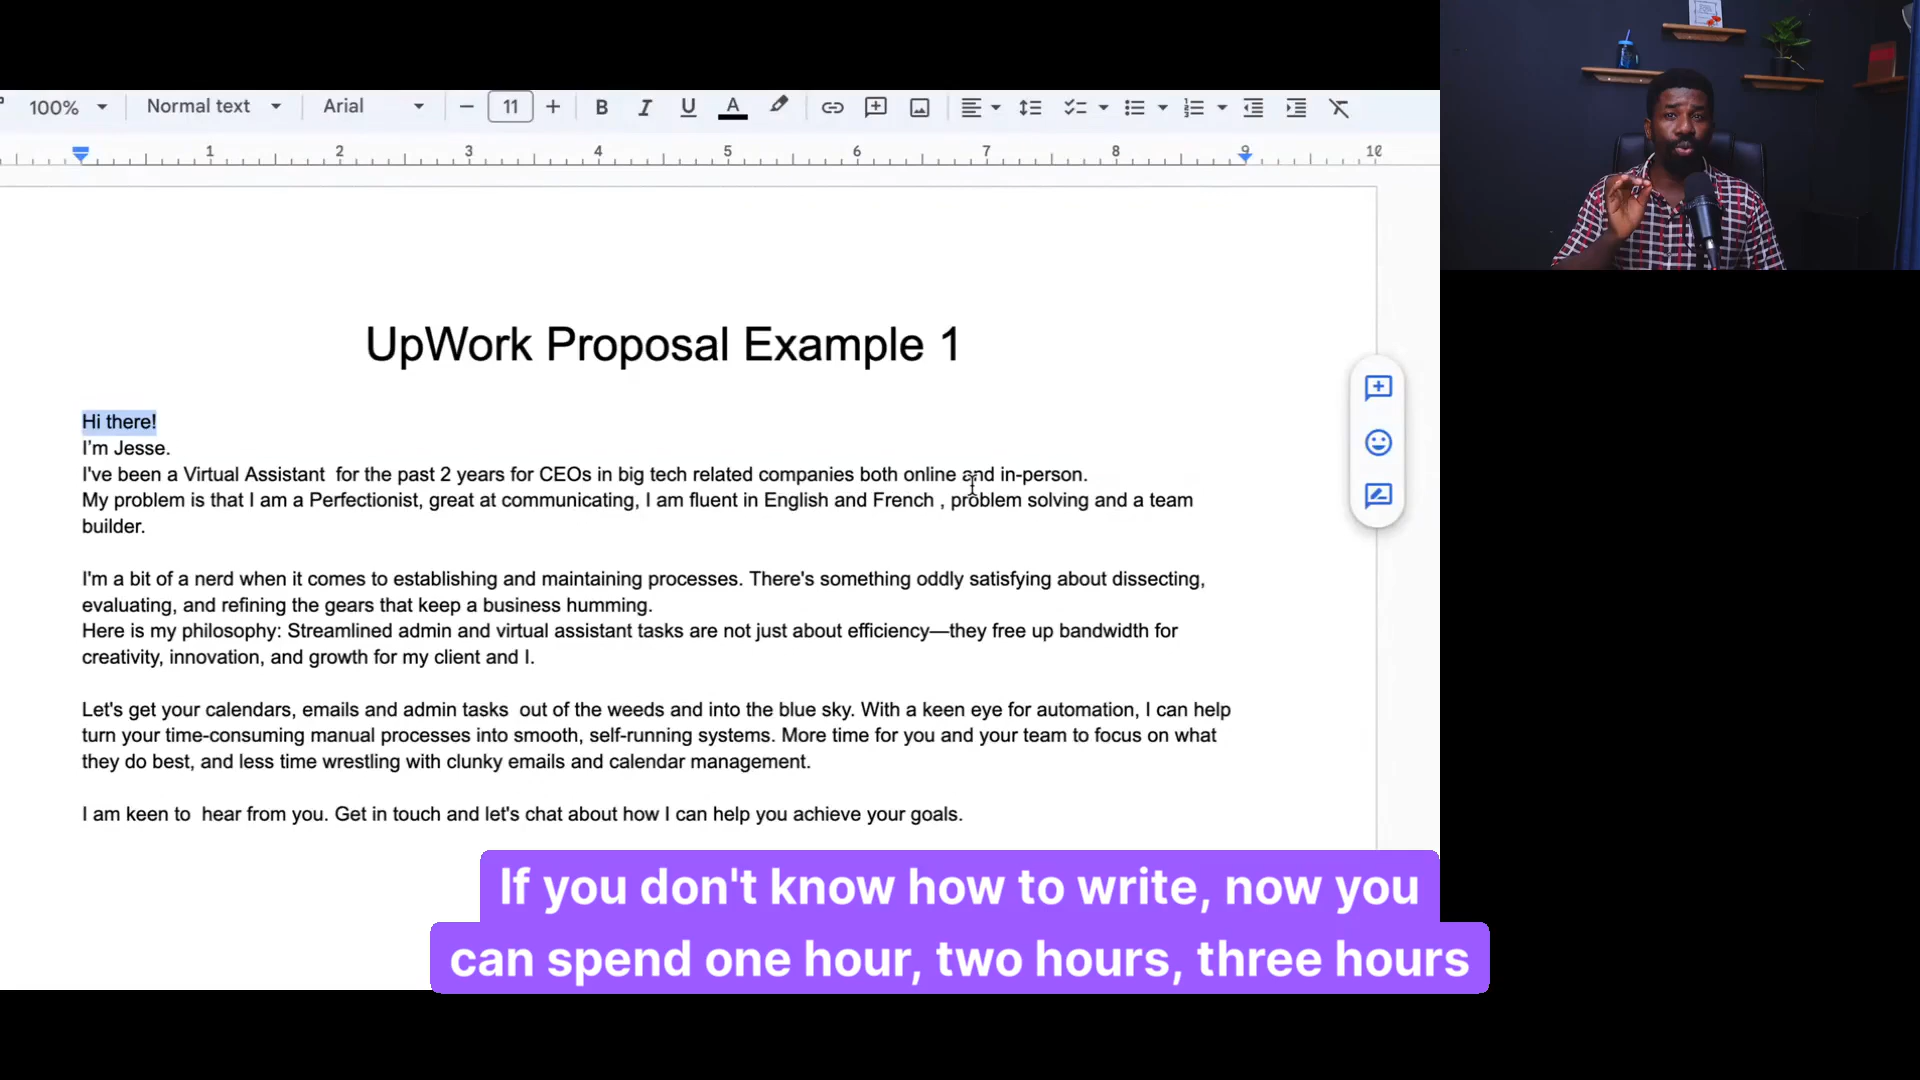 100% Normal text Arial 11
1 2 3 4 5 6 7 8 9 10
UpWork Proposal Example 1
Hi there!
I'm Jesse.
I've been a Virtual Assistant  for the past 2 years for CEOs in big tech related companies both online and in-person.
My problem is that I am a Perfectionist, great at communicating, I am fluent in English and French , problem solving and a team
builder.
I'm a bit of a nerd when it comes to establishing and maintaining processes. There's something oddly satisfying about dissecting,
evaluating, and refining the gears that keep a business humming.
Here is my philosophy: Streamlined admin and virtual assistant tasks are not just about efficiency—they free up bandwidth for
creativity, innovation, and growth for my client and I.
Let's get your calendars, emails and admin tasks  out of the weeds and into the blue sky. With a keen eye for automation, I can help
turn your time-consuming manual processes into smooth, self-running systems. More time for you and your team to focus on what
they do best, and less time wrestling with clunky emails and calendar management.
I am keen to  hear from you. Get in touch and let's chat about how I can help you achieve your goals.
If you don't know how to write, now you
can spend one hour, two hours, three hours